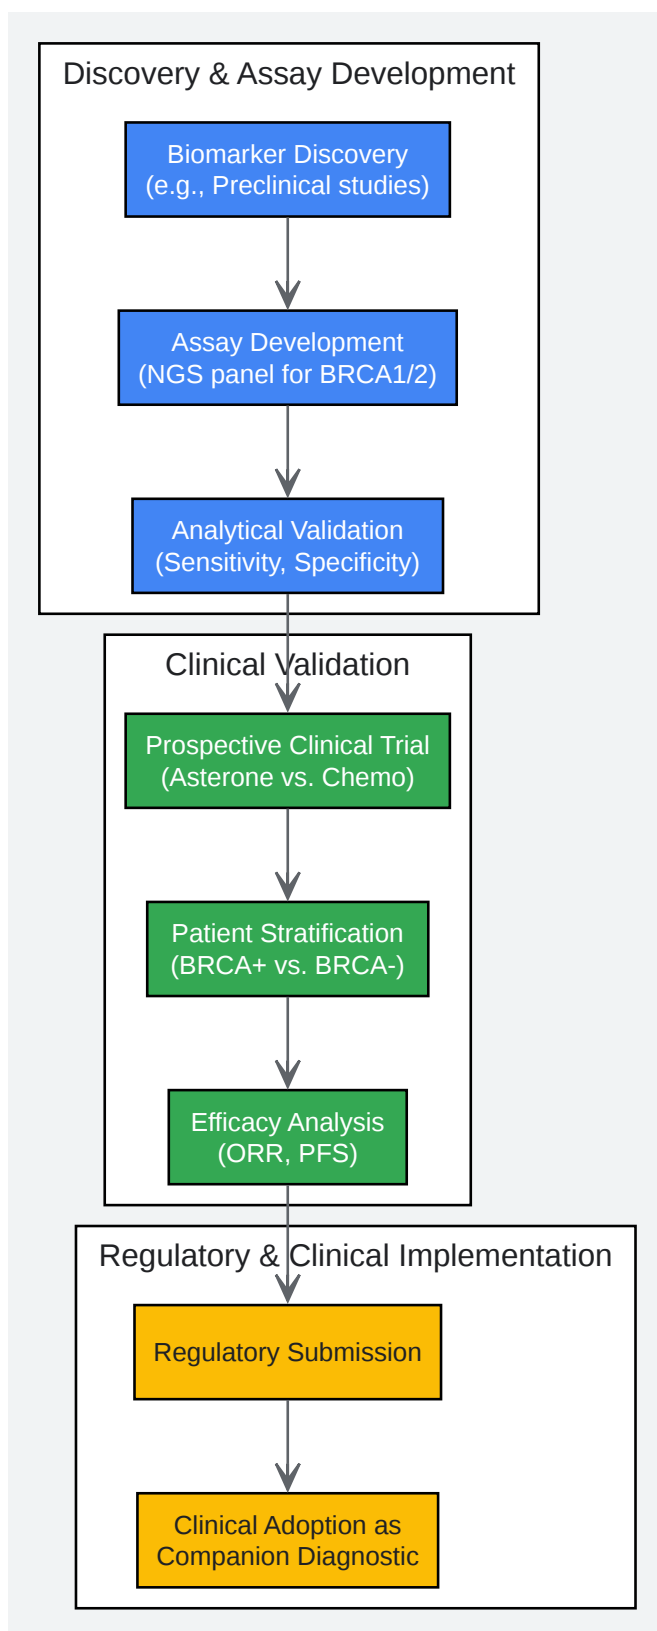 Discovery & Assay Development
Biomarker Discovery
(e.g., Preclinical studies)
Assay Development
(NGS panel for BRCA1/2)
Analytical Validation
(Sensitivity, Specificity)
Clinical Validation
Prospective Clinical Trial
(Asterone vs. Chemo)
Patient Stratification
(BRCA+ vs. BRCA-)
Efficacy Analysis
(ORR, PFS)
Regulatory & Clinical Implementation
Regulatory Submission
Clinical Adoption as
Companion Diagnostic